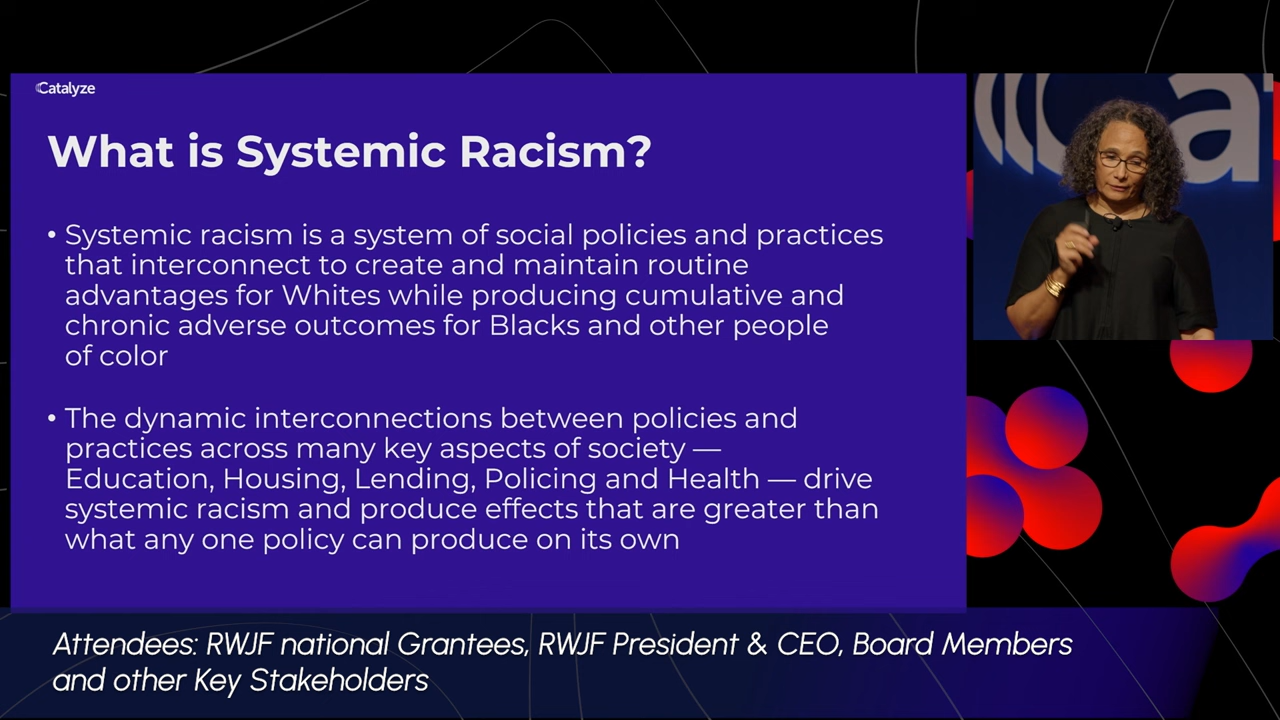 Catalyze
What is Systemic Racism?
• Systemic racism is a system of social policies and practices
that interconnect to create and maintain routine
advantages for Whites while producing cumulative and
chronic adverse outcomes for Blacks and other people
of color
• The dynamic interconnections between policies and
practices across many key aspects of society —
Education, Housing, Lending, Policing and Health — drive
systemic racism and produce effects that are greater than
what any one policy can produce on its own
Attendees: RWJF national Grantees, RWJF President & CEO, Board Members
and other Key Stakeholders